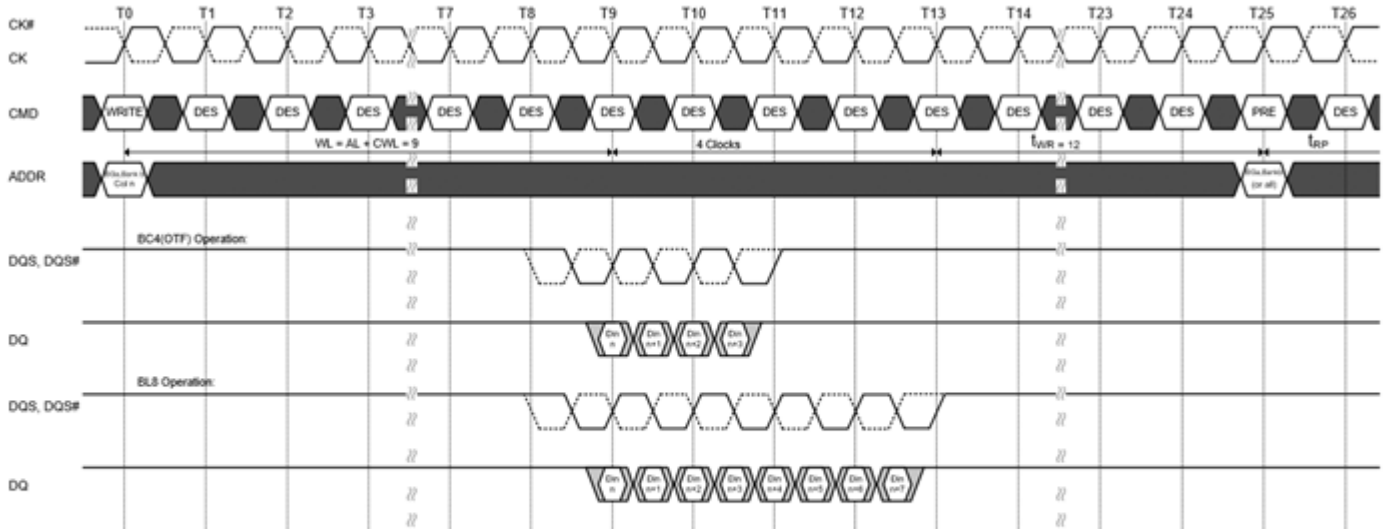 T0 T1 T2 T3 T7 T8 T9 T10 T11 T12 T13 T14 T23 T24 T25 T26
CK#
CK
CMD WRITE DES DES DES DES DES DES DES DES DES DES DES DES DES PRE DES
WL = AL + CWL = 9 4 Clocks tWR = 12 tRP
ADDR
Col n (or all)
BC4(OTF) Operation:
DQS, DQS#
DQ
Din Din Din Din
n n+1 n+2 n+3
BL8 Operation:
DQS, DQS#
DQ
Din Din Din Din Din Din Din Din
n n+1 n+2 n+3 n+4 n+5 n+6 n+7